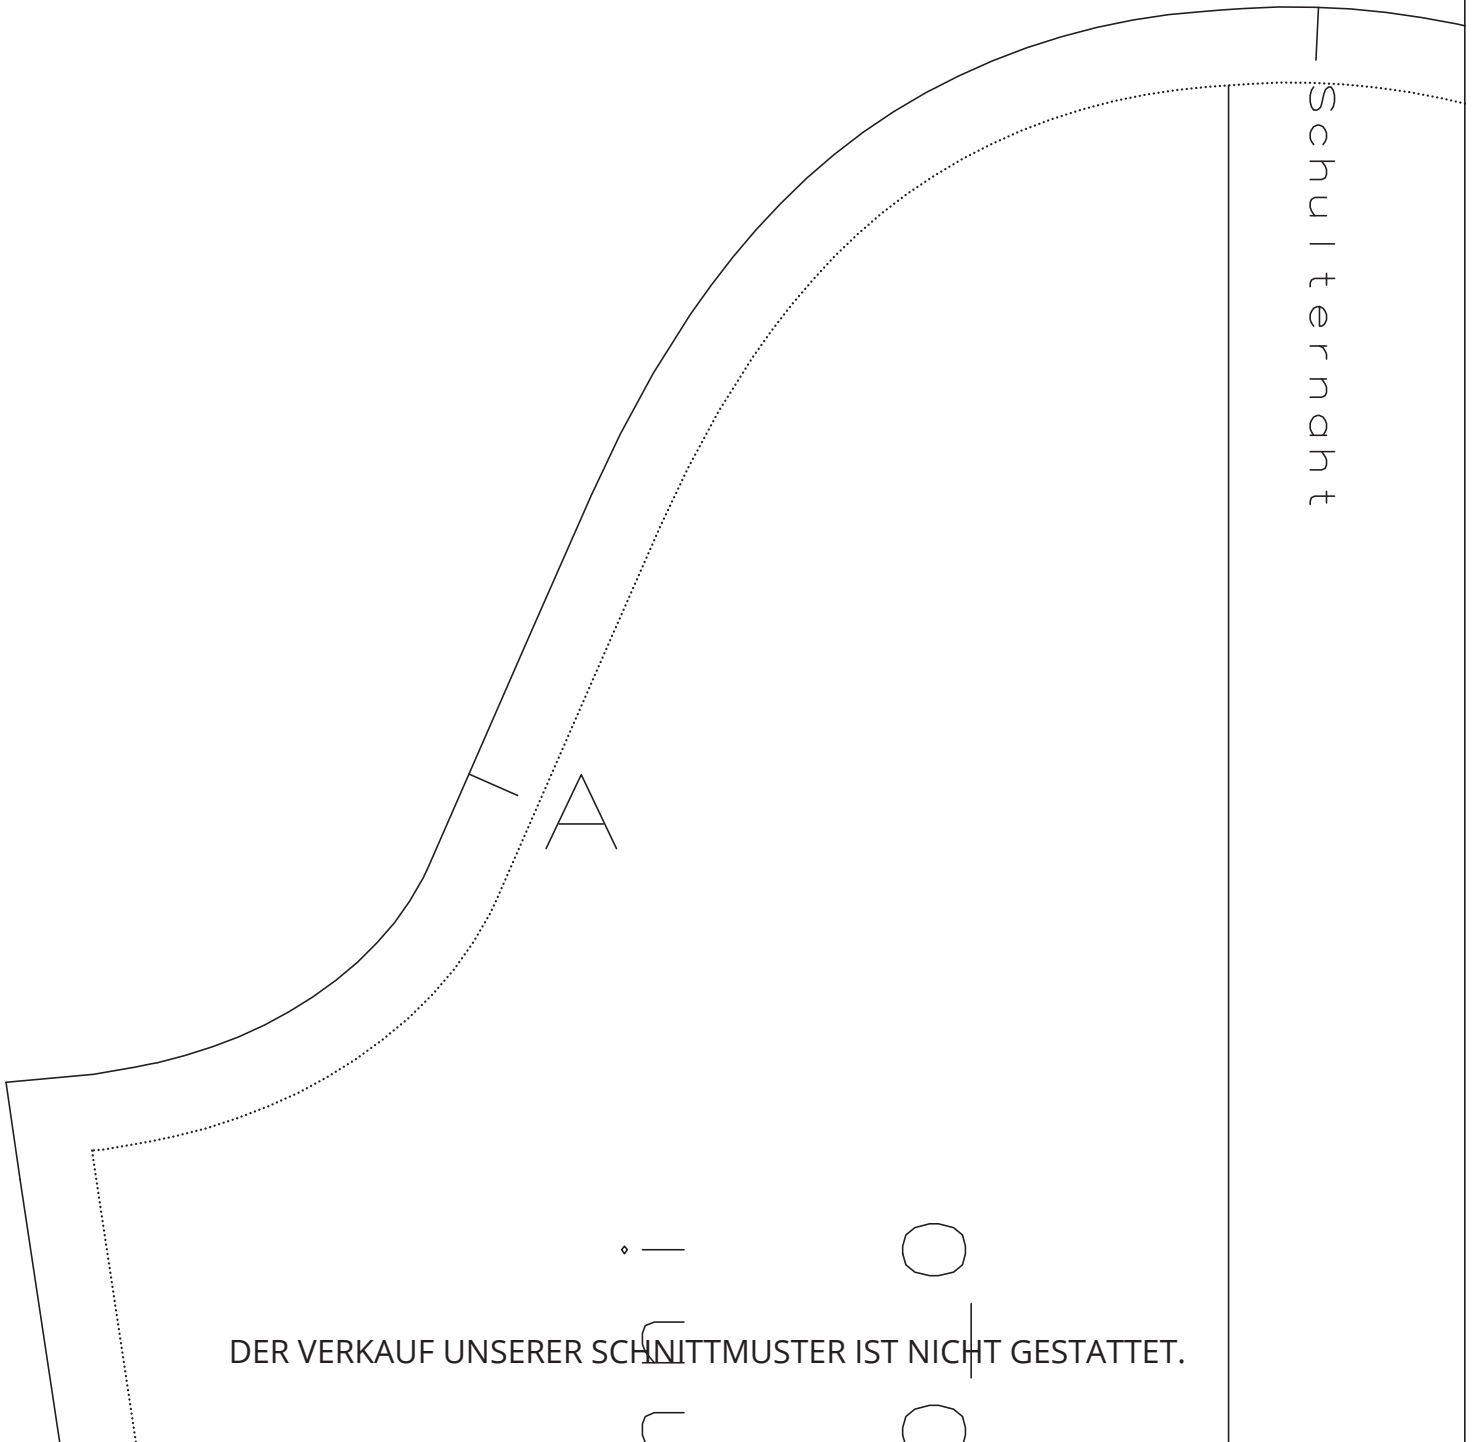 Schulternaht
A
DER VERKAUF UNSERER SCHNITTMUSTER IST NICHT GESTATTET.